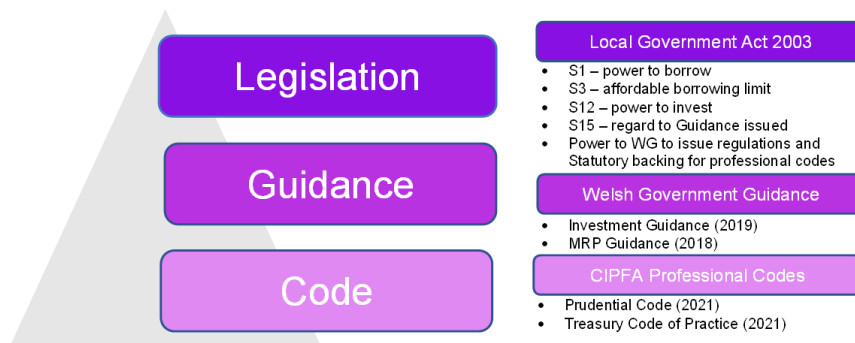 Legislation
Guidance
Code
Local Government Act 2003
• S1 – power to borrow
• S3 – affordable borrowing limit
• S12 – power to invest
• S15 – regard to Guidance issued
• Power to WG to issue regulations and
Statutory backing for professional codes
Welsh Government Guidance
• Investment Guidance (2019)
• MRP Guidance (2018)
CIPFA Professional Codes
• Prudential Code (2021)
• Treasury Code of Practice (2021)